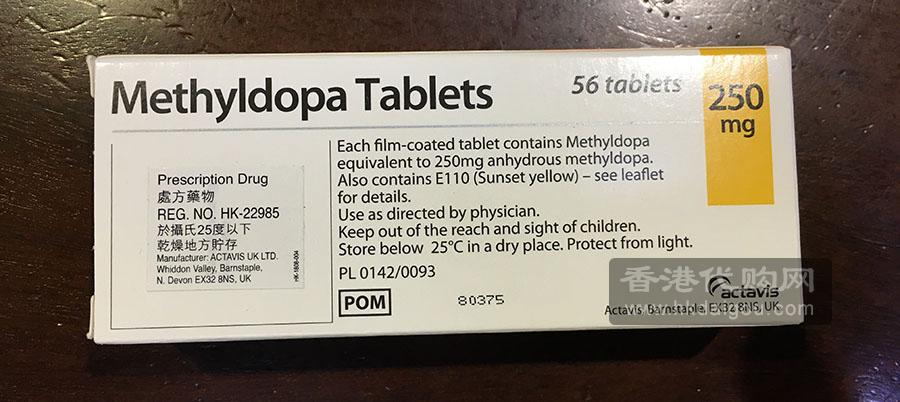 Methyldopa Tablets
56 tablets
250
mg
Each film-coated tablet contains Methyldopa
equivalent to 250mg anhydrous methyldopa.
Also contains E110 (Sunset yellow) – see leaflet
for details.
Use as directed by physician.
Keep out of the reach and sight of children.
Store below 25°C in a dry place. Protect from light.
PL 0142/0093
POM
80375
Prescription Drug
處方藥物
REG. NO. HK-22985
於攝氏25度以下
乾燥地方貯存
Manufacturer: ACTAVIS UK LTD.
Whiddon Valley, Barnstaple,
N. Devon EX32 8NS, UK
HK-1808-004
actavis
Actavis, Barnstaple, EX32 8NS, UK
香港货购网